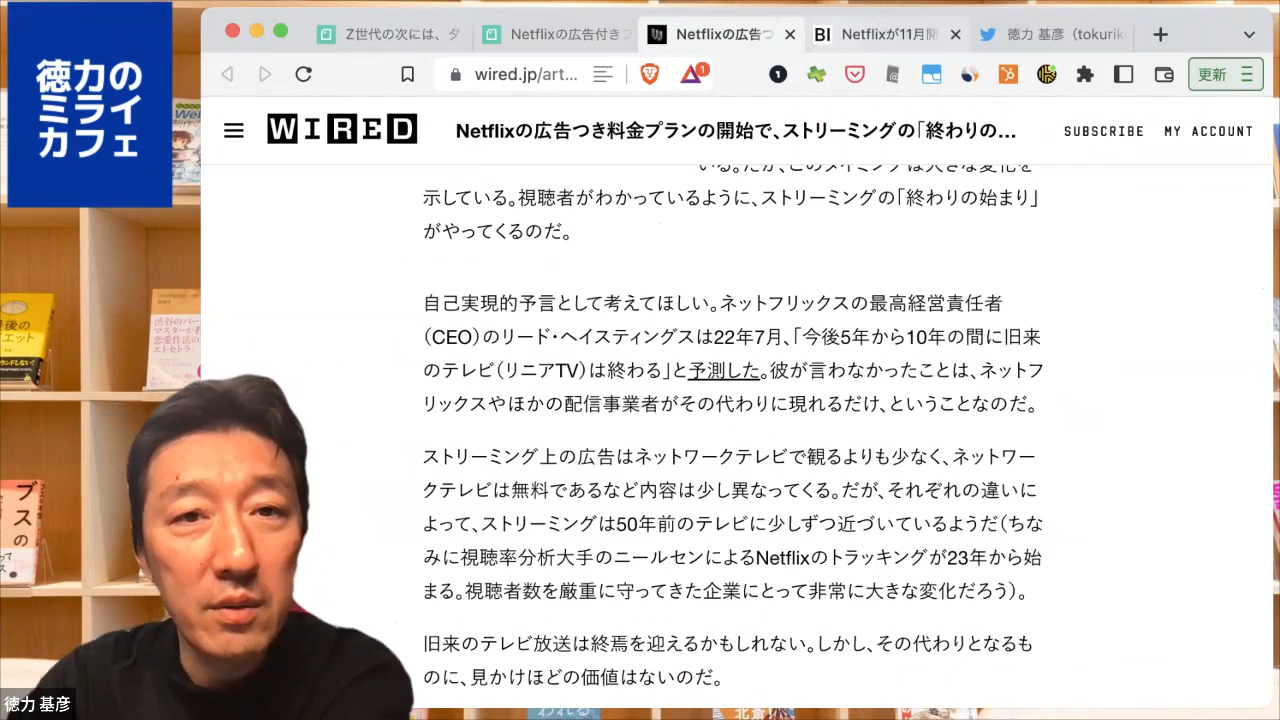 徳力の
ミライ
カフェ
Z世代の次には、タ
Netflixの広告付きプ
Netflixの広告つ
BI
Netflixが11月開
徳力 基彦（tokuriki
wired.jp/art...
1
更新
WIRED
Netflixの広告つき料金プランの開始で、ストリーミングの「終わりの...
SUBSCRIBE
MY ACCOUNT
いる。だが、このタイミングは大きな変化を
示している。視聴者がわかっているように、ストリーミングの「終わりの始まり」
がやってくるのだ。
自己実現的予言として考えてほしい。ネットフリックスの最高経営責任者
（CEO）のリード・ヘイスティングスは22年7月、「今後5年から10年の間に旧来
のテレビ（リニアTV）は終わる」と予測した。彼が言わなかったことは、ネットフ
リックスやほかの配信事業者がその代わりに現れるだけ、ということなのだ。
ストリーミング上の広告はネットワークテレビで観るよりも少なく、ネットワー
クテレビは無料であるなど内容は少し異なってくる。だが、それぞれの違いに
よって、ストリーミングは50年前のテレビに少しずつ近づいているようだ（ちな
みに視聴率分析大手のニールセンによるNetflixのトラッキングが23年から始
まる。視聴者数を厳重に守ってきた企業にとって非常に大きな変化だろう）。
旧来のテレビ放送は終焉を迎えるかもしれない。しかし、その代わりとなるも
のに、見かけほどの価値はないのだ。
徳力 基彦